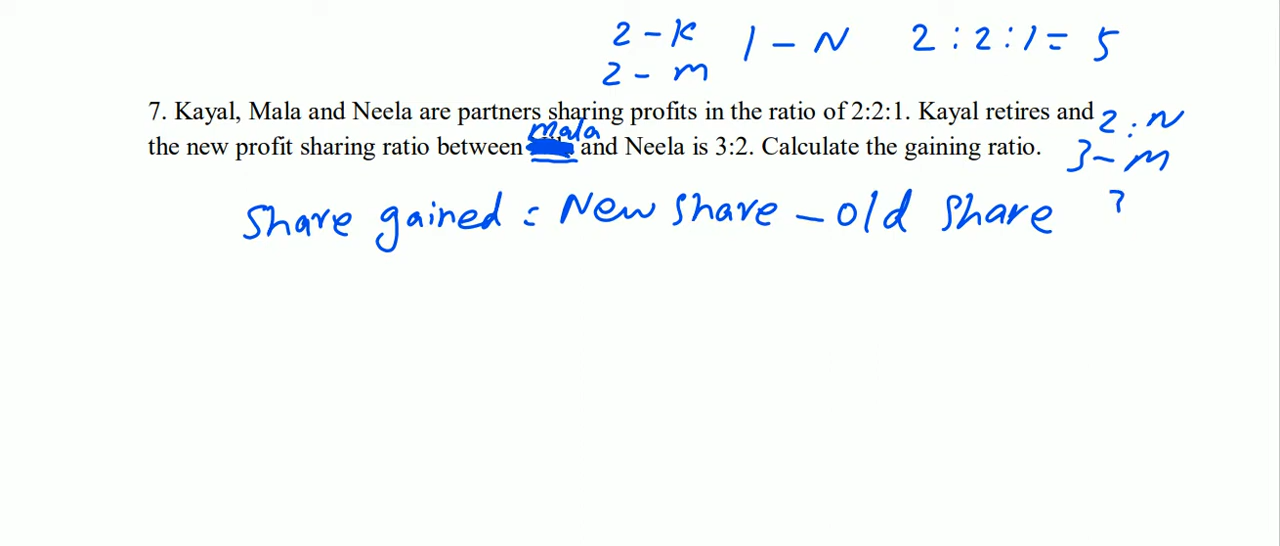 2 - K 1 - N 2 : 2 : 1 = 5
2 - m
7. Kayal, Mala and Neela are partners sharing profits in the ratio of 2:2:1. Kayal retires and 2 : N
mala
the new profit sharing ratio between and Neela is 3:2. Calculate the gaining ratio. 3 - m
Share gained = New share - old share ?